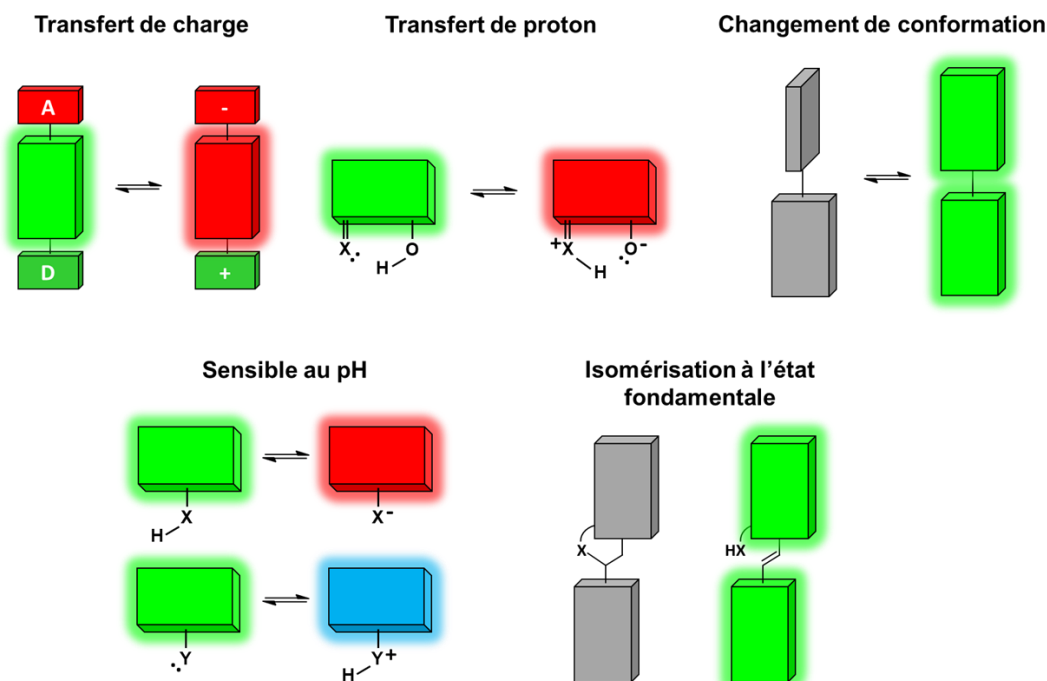 Transfert de charge
Transfert de proton
Changement de conformation
A
-
D
+
X
H
O
+X
H
O-
Sensible au pH
Isomérisation à l'état
fondamentale
X
H
X-
Y
H
Y+
X
HX